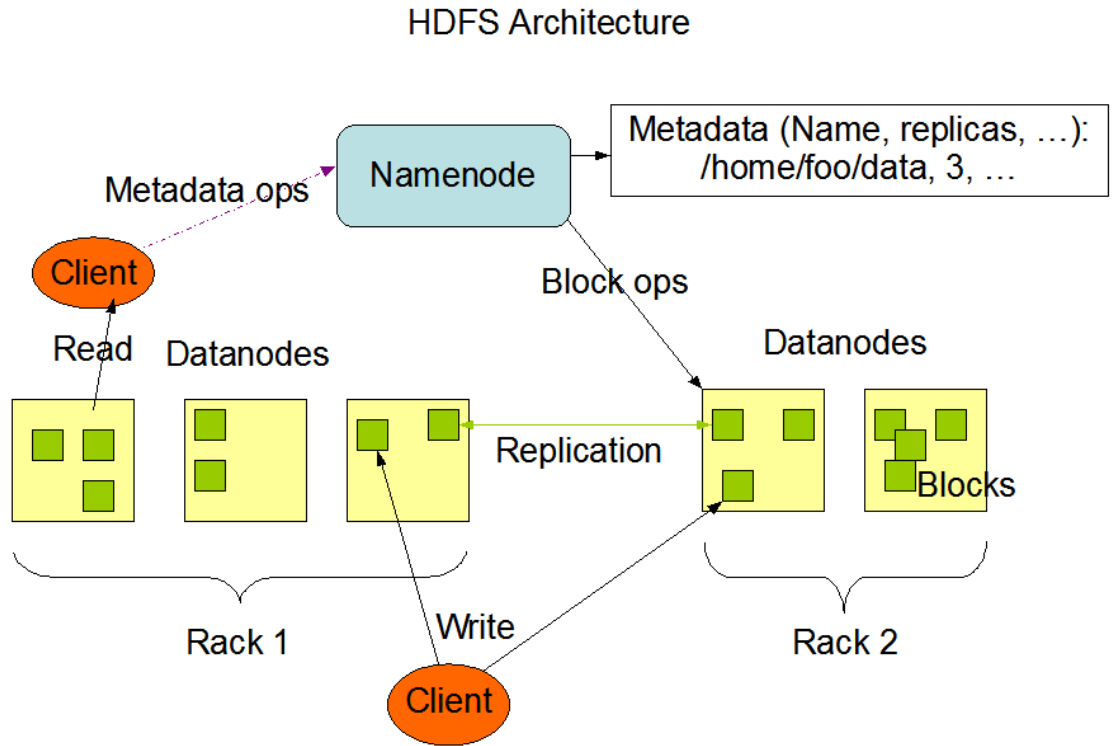 HDFS Architecture
Metadata (Name, replicas, …):
/home/foo/data, 3, …
Namenode
Metadata ops
Client
Block ops
Read
Datanodes
Datanodes
Replication
Blocks
Rack 1
Write
Rack 2
Client